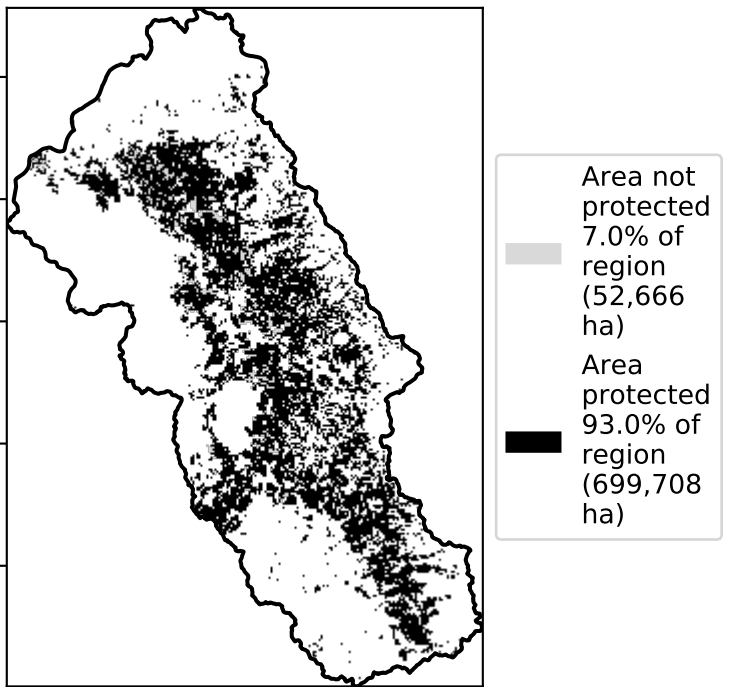 Area not
protected
7.0% of
region
(52,666
ha)
Area
protected
93.0% of
region
(699,708
ha)